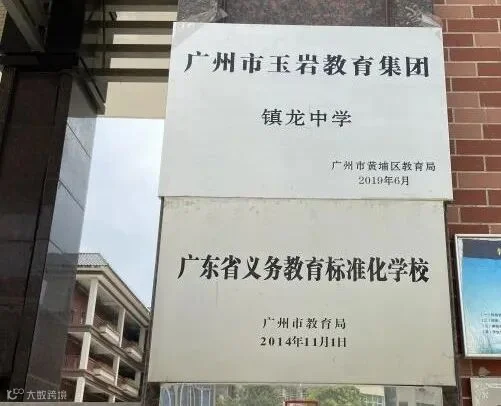 广州市玉岩教育集团
镇龙中学
广州市黄埔区教育局
2019年6月
广东省义务教育标准化学校
广州市教育局
2014年11月1日
大数跨境